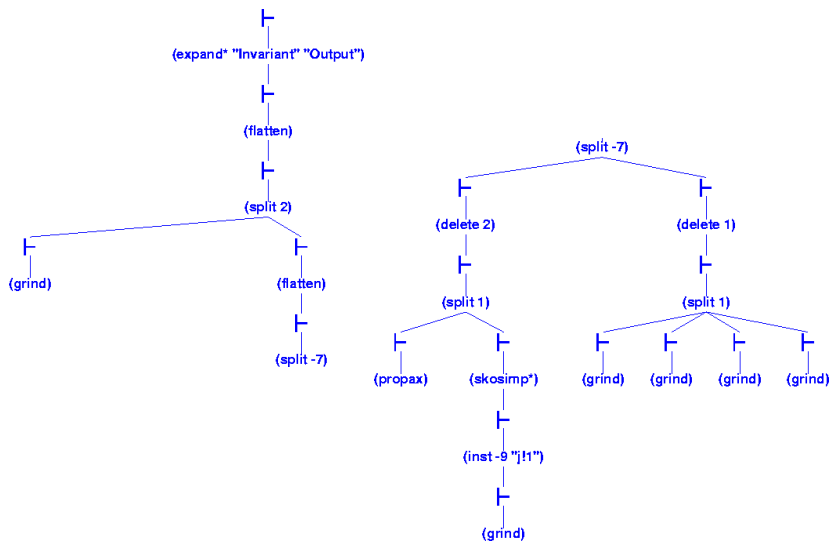 (expand* "Invariant" "Output")
(flatten)
(split 2)
(grind)
(flatten)
(split -7)
(split -7)
(delete 2)
(delete 1)
(split 1)
(split 1)
(propax)
(skosimp*)
(grind)
(grind)
(grind)
(grind)
(inst -9 "j!1")
(grind)